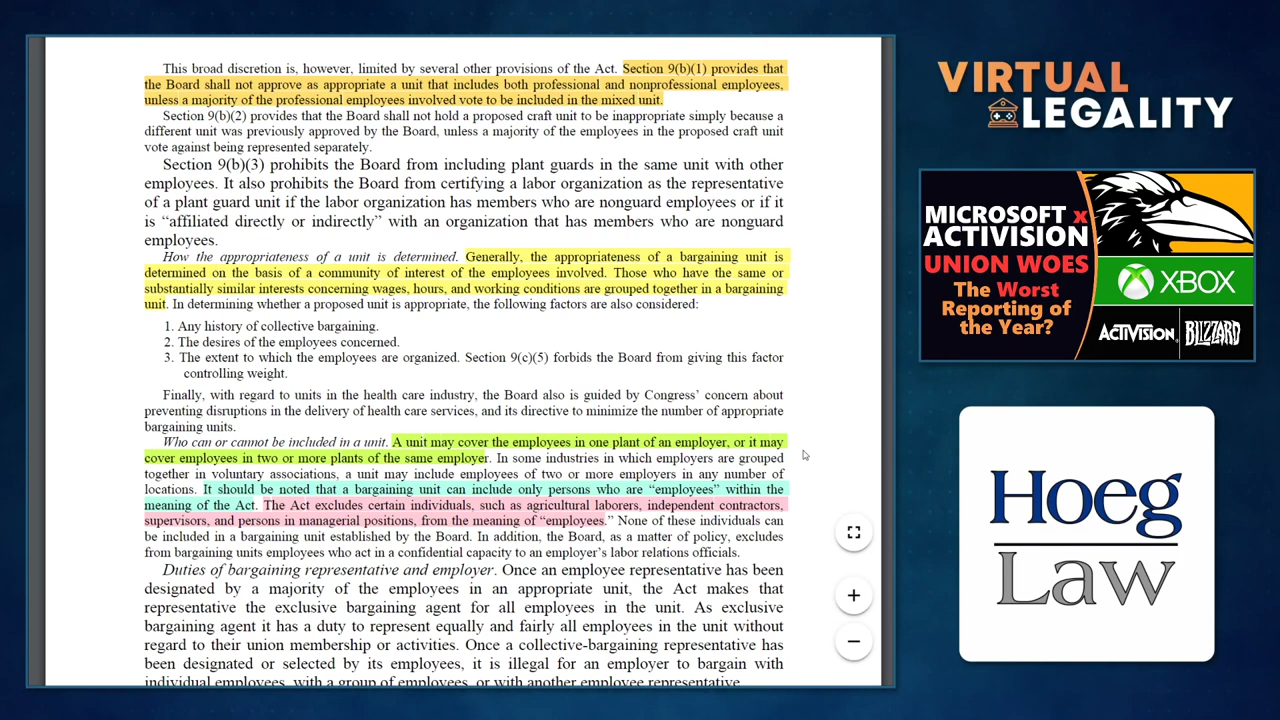 This broad discretion is, however, limited by several other provisions of the Act. Section 9(b)(1) provides that
the Board shall not approve as appropriate a unit that includes both professional and nonprofessional employees,
unless a majority of the professional employees involved vote to be included in the mixed unit.
Section 9(b)(2) provides that the Board shall not hold a proposed craft unit to be inappropriate simply because a
different unit was previously approved by the Board, unless a majority of the employees in the proposed craft unit
vote against being represented separately.
Section 9(b)(3) prohibits the Board from including plant guards in the same unit with other
employees. It also prohibits the Board from certifying a labor organization as the representative
of a plant guard unit if the labor organization has members who are nonguard employees or if it
is “affiliated directly or indirectly” with an organization that has members who are nonguard
employees.
How the appropriateness of a unit is determined. Generally, the appropriateness of a bargaining unit is
determined on the basis of a community of interest of the employees involved. Those who have the same or
substantially similar interests concerning wages, hours, and working conditions are grouped together in a bargaining
unit. In determining whether a proposed unit is appropriate, the following factors are also considered:
1. Any history of collective bargaining.
2. The desires of the employees concerned.
3. The extent to which the employees are organized. Section 9(c)(5) forbids the Board from giving this factor
controlling weight.
Finally, with regard to units in the health care industry, the Board also is guided by Congress’ concern about
preventing disruptions in the delivery of health care services, and its directive to minimize the number of appropriate
bargaining units.
Who can or cannot be included in a unit. A unit may cover the employees in one plant of an employer, or it may
cover employees in two or more plants of the same employer. In some industries in which employers are grouped
together in voluntary associations, a unit may include employees of two or more employers in any number of
locations. It should be noted that a bargaining unit can include only persons who are “employees” within the
meaning of the Act. The Act excludes certain individuals, such as agricultural laborers, independent contractors,
supervisors, and persons in managerial positions, from the meaning of “employees.” None of these individuals can
be included in a bargaining unit established by the Board. In addition, the Board, as a matter of policy, excludes
from bargaining units employees who act in a confidential capacity to an employer’s labor relations officials.
Duties of bargaining representative and employer. Once an employee representative has been
designated by a majority of the employees in an appropriate unit, the Act makes that
representative the exclusive bargaining agent for all employees in the unit. As exclusive
bargaining agent it has a duty to represent equally and fairly all employees in the unit without
regard to their union membership or activities. Once a collective-bargaining representative has
been designated or selected by its employees, it is illegal for an employer to bargain with
individual employees, with a group of employees, or with another employee representative.
VIRTUAL
LEGALITY
MICROSOFT x
ACTIVISION
UNION WOES
The Worst
Reporting of
the Year?
XBOX
ACTIVISION
BLIZZARD
Hoeg
Law